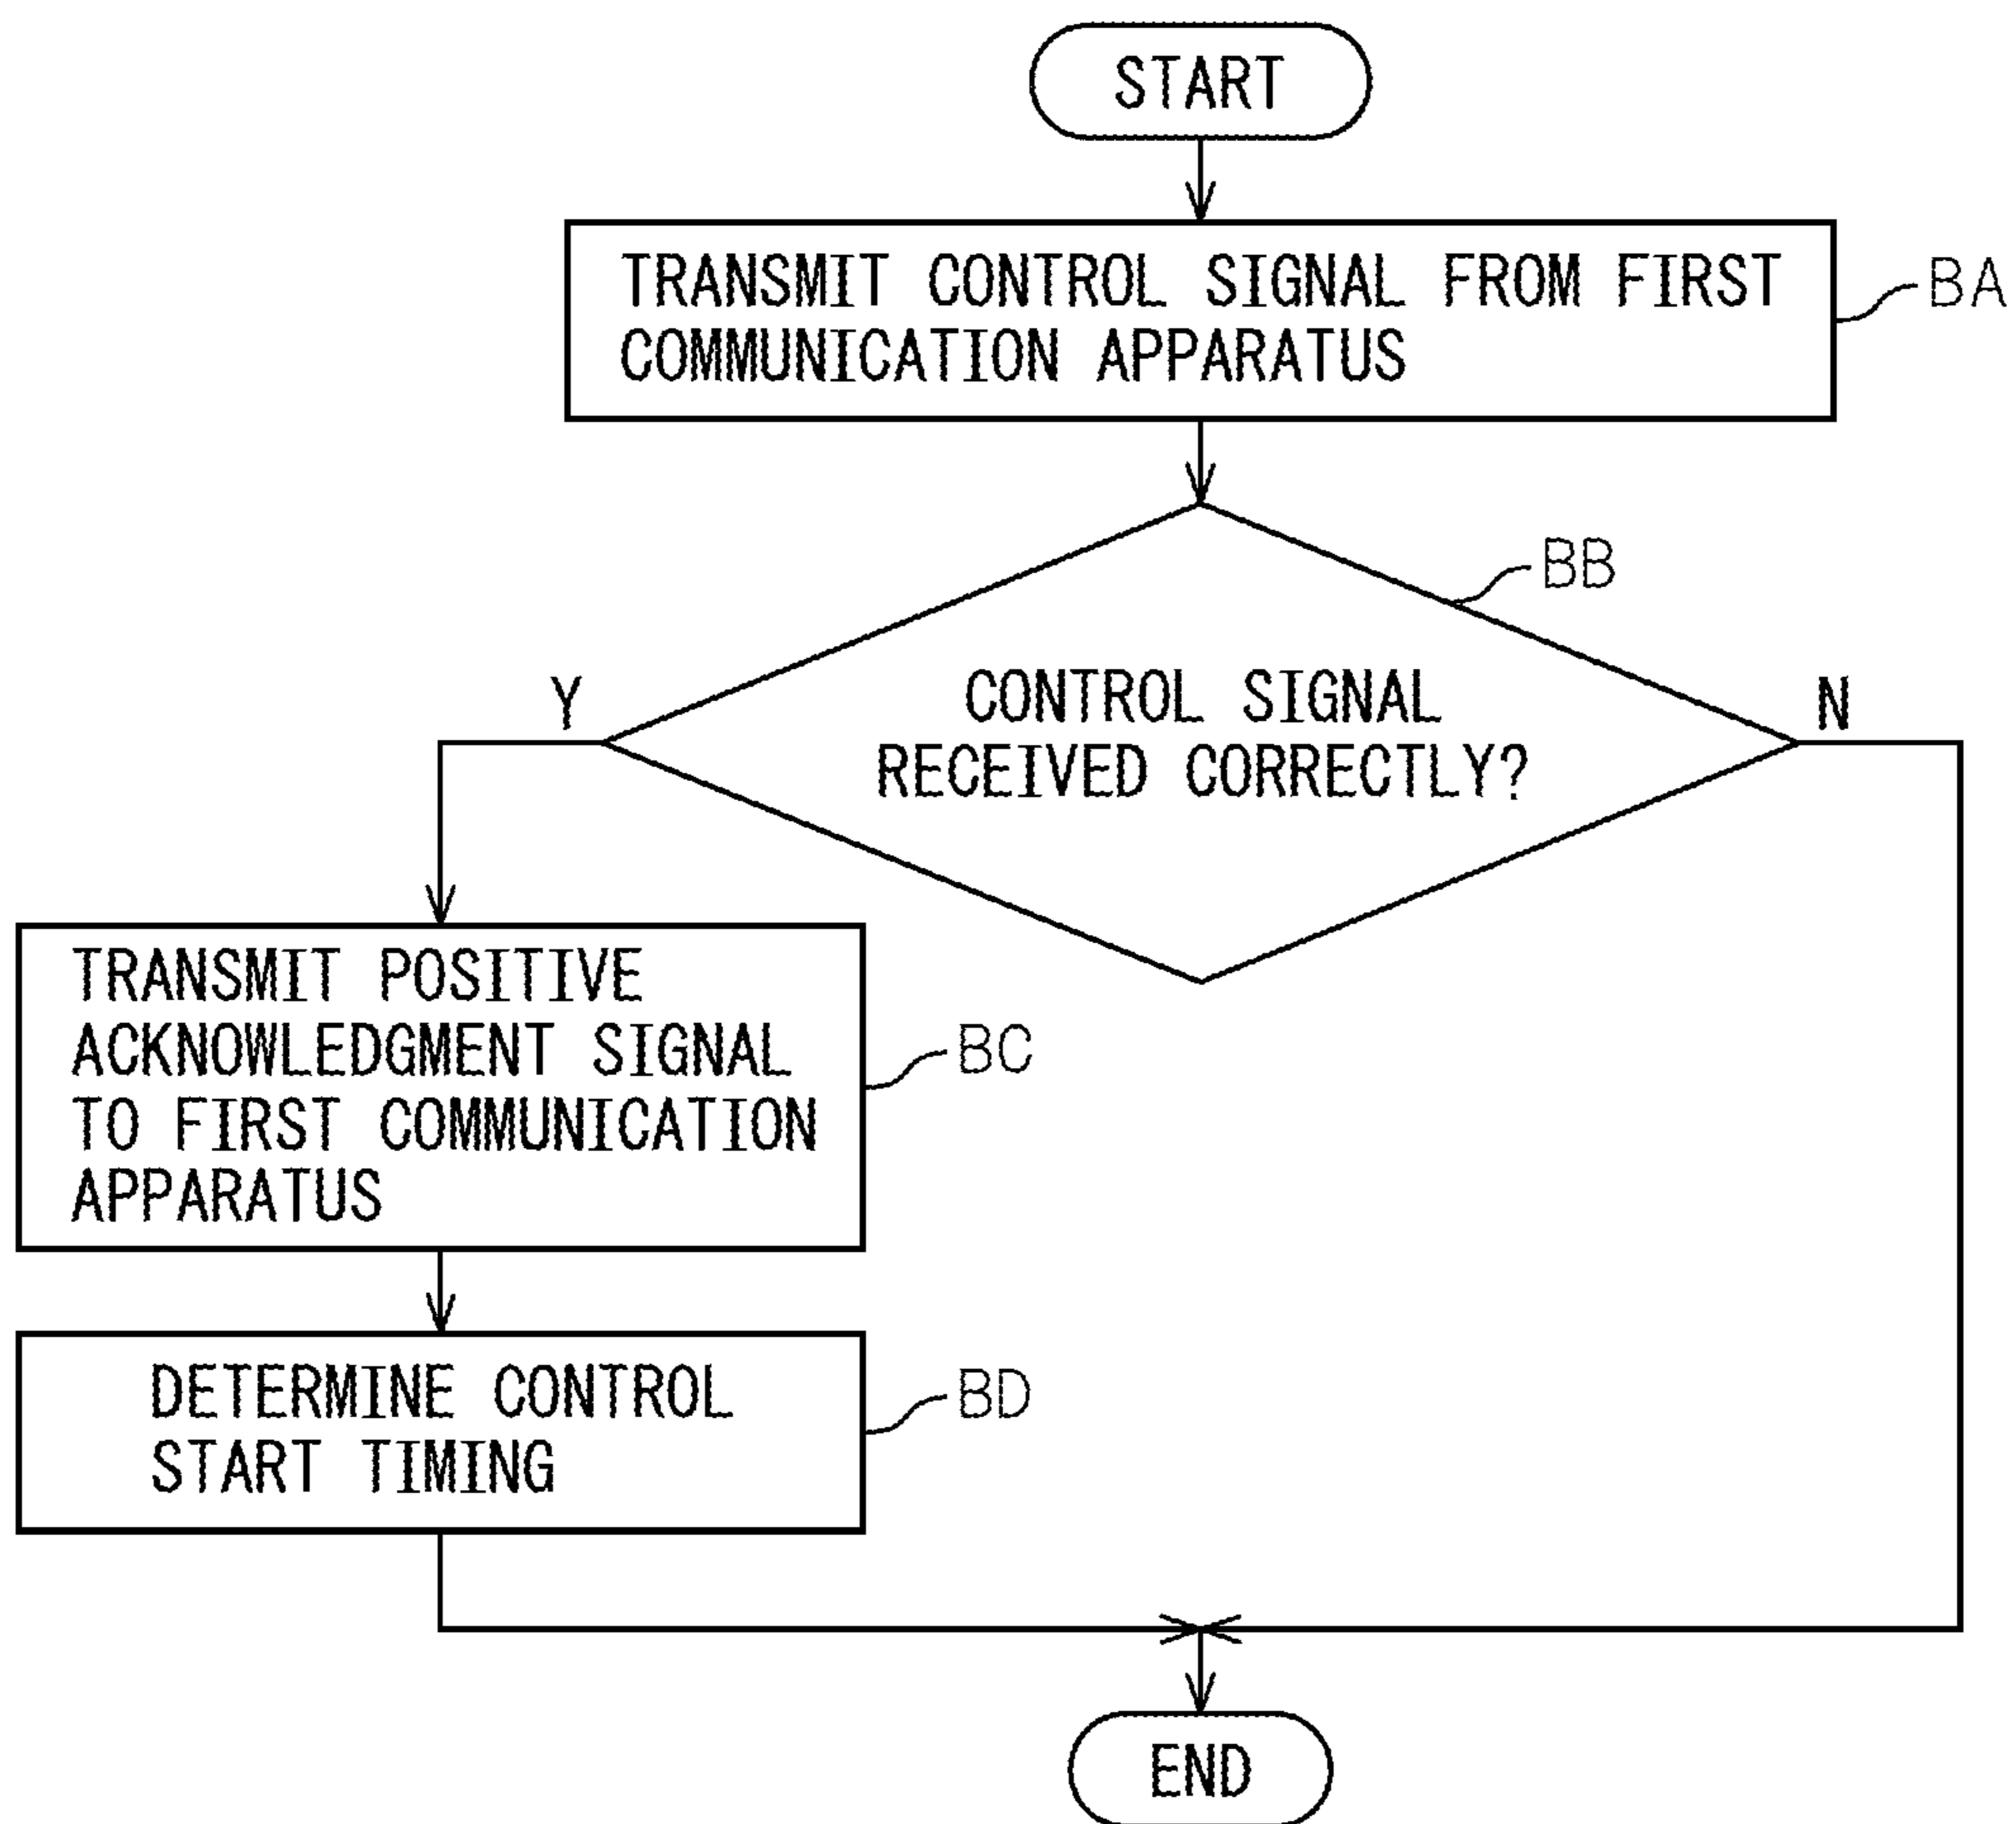 START
TRANSMIT CONTROL SIGNAL FROM FIRST
COMMUNICATION APPARATUS
BA
BB
CONTROL SIGNAL
RECEIVED CORRECTLY?
Y
N
TRANSMIT POSITIVE
ACKNOWLEDGMENT SIGNAL
TO FIRST COMMUNICATION
APPARATUS
BC
DETERMINE CONTROL
START TIMING
BD
END